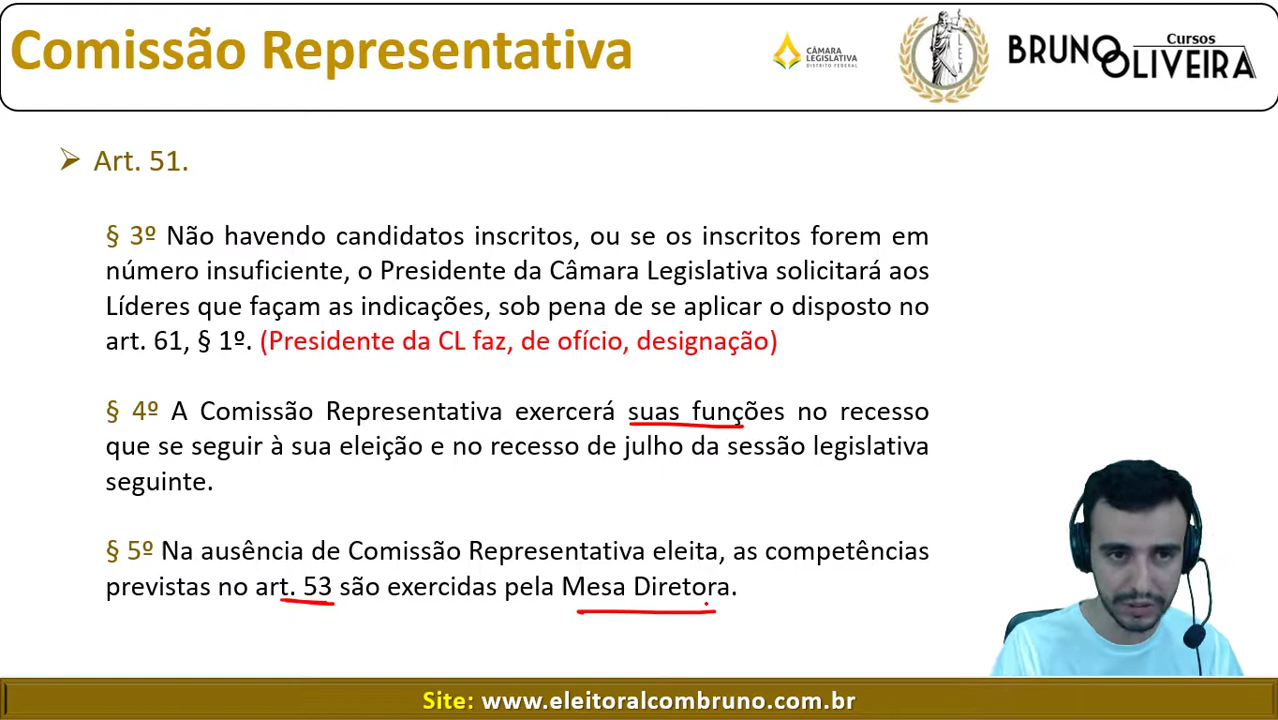 Comissão Representativa
CÂMARA
LEGISLATIVA
DISTRITO FEDERAL
LEX
Cursos
BRUNO
OLIVEIRA
Art. 51.
§ 3º Não havendo candidatos inscritos, ou se os inscritos forem em
número insuficiente, o Presidente da Câmara Legislativa solicitará aos
Líderes que façam as indicações, sob pena de se aplicar o disposto no
art. 61, § 1º. (Presidente da CL faz, de ofício, designação)
§ 4º A Comissão Representativa exercerá suas funções no recesso
que se seguir à sua eleição e no recesso de julho da sessão legislativa
seguinte.
§ 5º Na ausência de Comissão Representativa eleita, as competências
previstas no art. 53 são exercidas pela Mesa Diretora.
Site: www.eleitoralcombruno.com.br